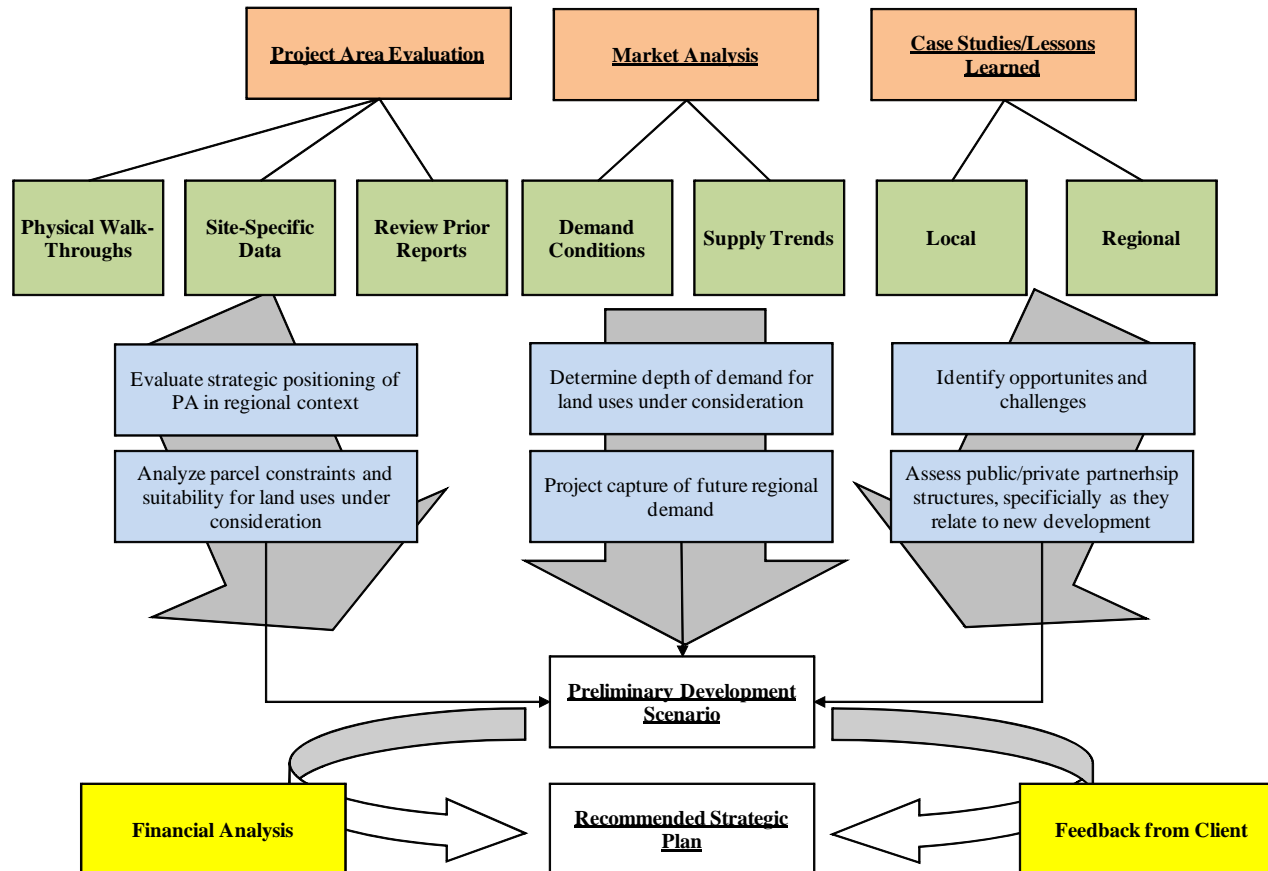 Project Area Evaluation
Market Analysis
Case Studies/Lessons
Learned
Physical Walk-
Throughs
Site-Specific
Data
Review Prior
Reports
Demand
Conditions
Supply Trends
Local
Regional
Evaluate strategic positioning of
PA in regional context
Determine depth of demand for
land uses under consideration
Identify opportunites and
challenges
Analyze parcel constraints and
suitability for land uses under
consideration
Project capture of future regional
demand
Assess public/private partnerhsip
structures, specificially as they
relate to new development
Preliminary Development
Scenario
Financial Analysis
Recommended Strategic
Plan
Feedback from Client